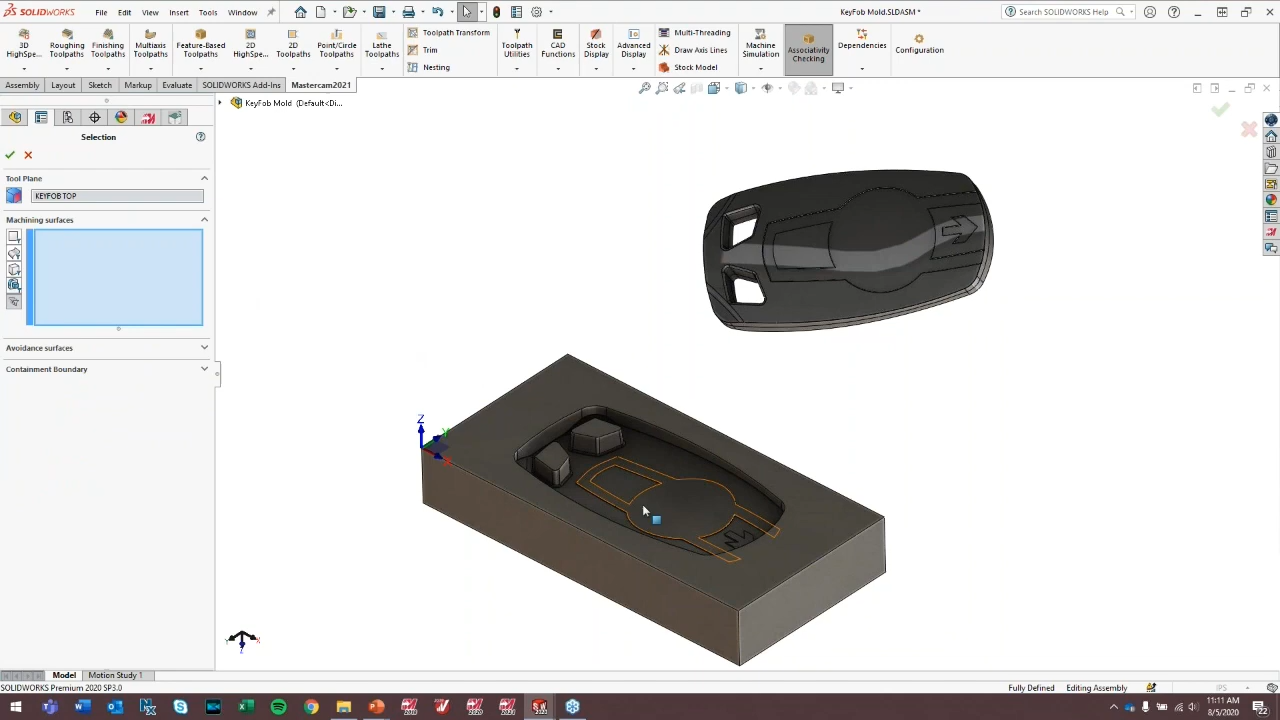 SOLIDWORKS
File Edit View Insert Tools Window
KeyFob Mold.SLDASM *
Search SOLIDWORKS Help
3D HighSpe...
Roughing Toolpaths
Finishing Toolpaths
Multiaxis Toolpaths
Feature-Based Toolpaths
2D HighSpe...
2D Toolpaths
Point/Circle Toolpaths
Lathe Toolpaths
Toolpath Transform
Trim
Nesting
Toolpath Utilities
CAD Functions
Stock Display
Advanced Display
Multi-Threading
Draw Axis Lines
Stock Model
Machine Simulation
Associativity Checking
Dependencies
Configuration
Assembly Layout Sketch Markup Evaluate SOLIDWORKS Add-Ins Mastercam2021
KeyFob Mold (Default<Di...
Selection
Tool Plane
KEYFOB TOP
Machining surfaces
Avoidance surfaces
Containment Boundary
Z
Y
X
Model Motion Study 1
SOLIDWORKS Premium 2020 SP3.0
Fully Defined Editing Assembly
IPS
11:11 AM
8/5/2020
22